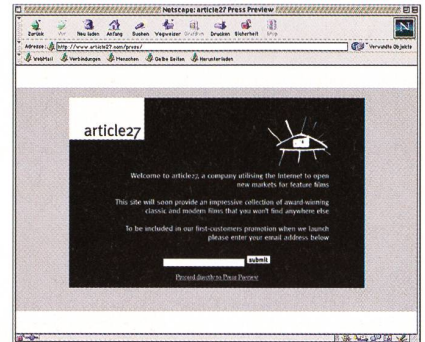 Netscape: article27 Press Preview
Zurück Vor Neu laden Anfang Suchen Wegweiser Grafiken Drucken Sicherheit Stop
Adresse: http://www.article27.com/press/ Verwandte Objekte
WebMail Verbindungen Menschen Gelbe Seiten Herunterladen
article27
Welcome to article27, a company utilising the Internet to open
new markets for feature films
This site will soon provide an impressive collection of award-winning
classic and modern films that you won't find anywhere else
To be included in our first-customers promotion when we launch
please enter your email address below
submit
Proceed directly to Press Preview